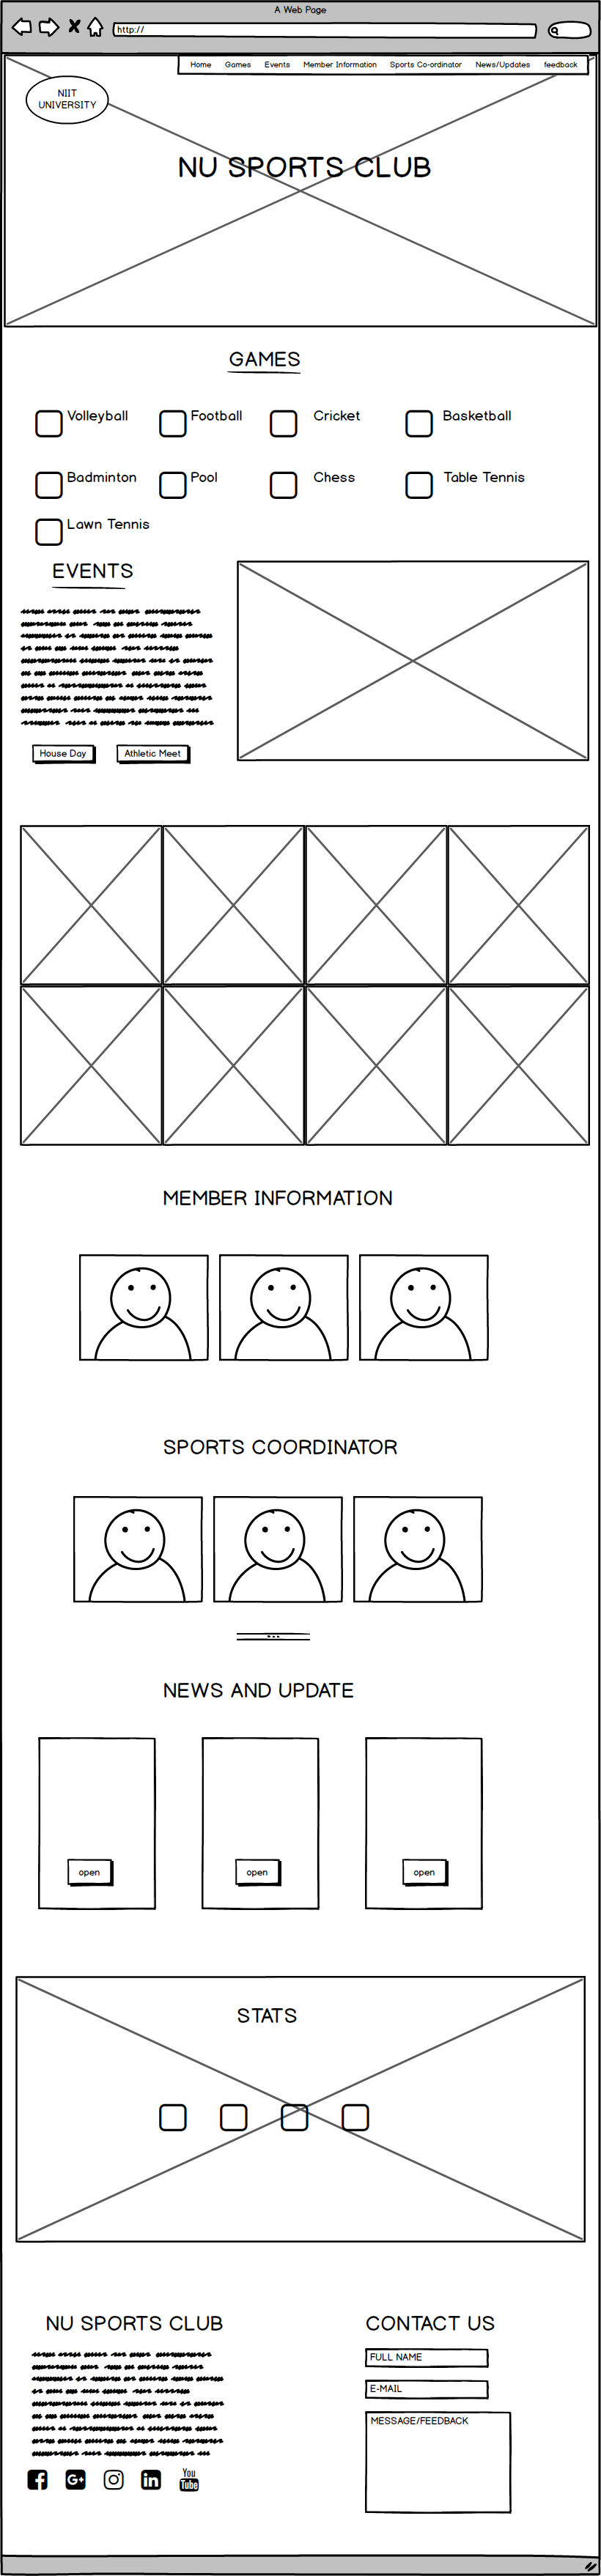 A Web Page
http://
Home Games Events Member Information Sports Co-ordinator News/Updates feedback
NIIT
UNIVERSITY
NU SPORTS CLUB
GAMES
Volleyball Football Cricket Basketball
Badminton Pool Chess Table Tennis
Lawn Tennis
EVENTS
House Day Athletic Meet
MEMBER INFORMATION
SPORTS COORDINATOR
NEWS AND UPDATE
open open open
STATS
NU SPORTS CLUB
CONTACT US
FULL NAME
E-MAIL
MESSAGE/FEEDBACK
f G+ in You
Tube